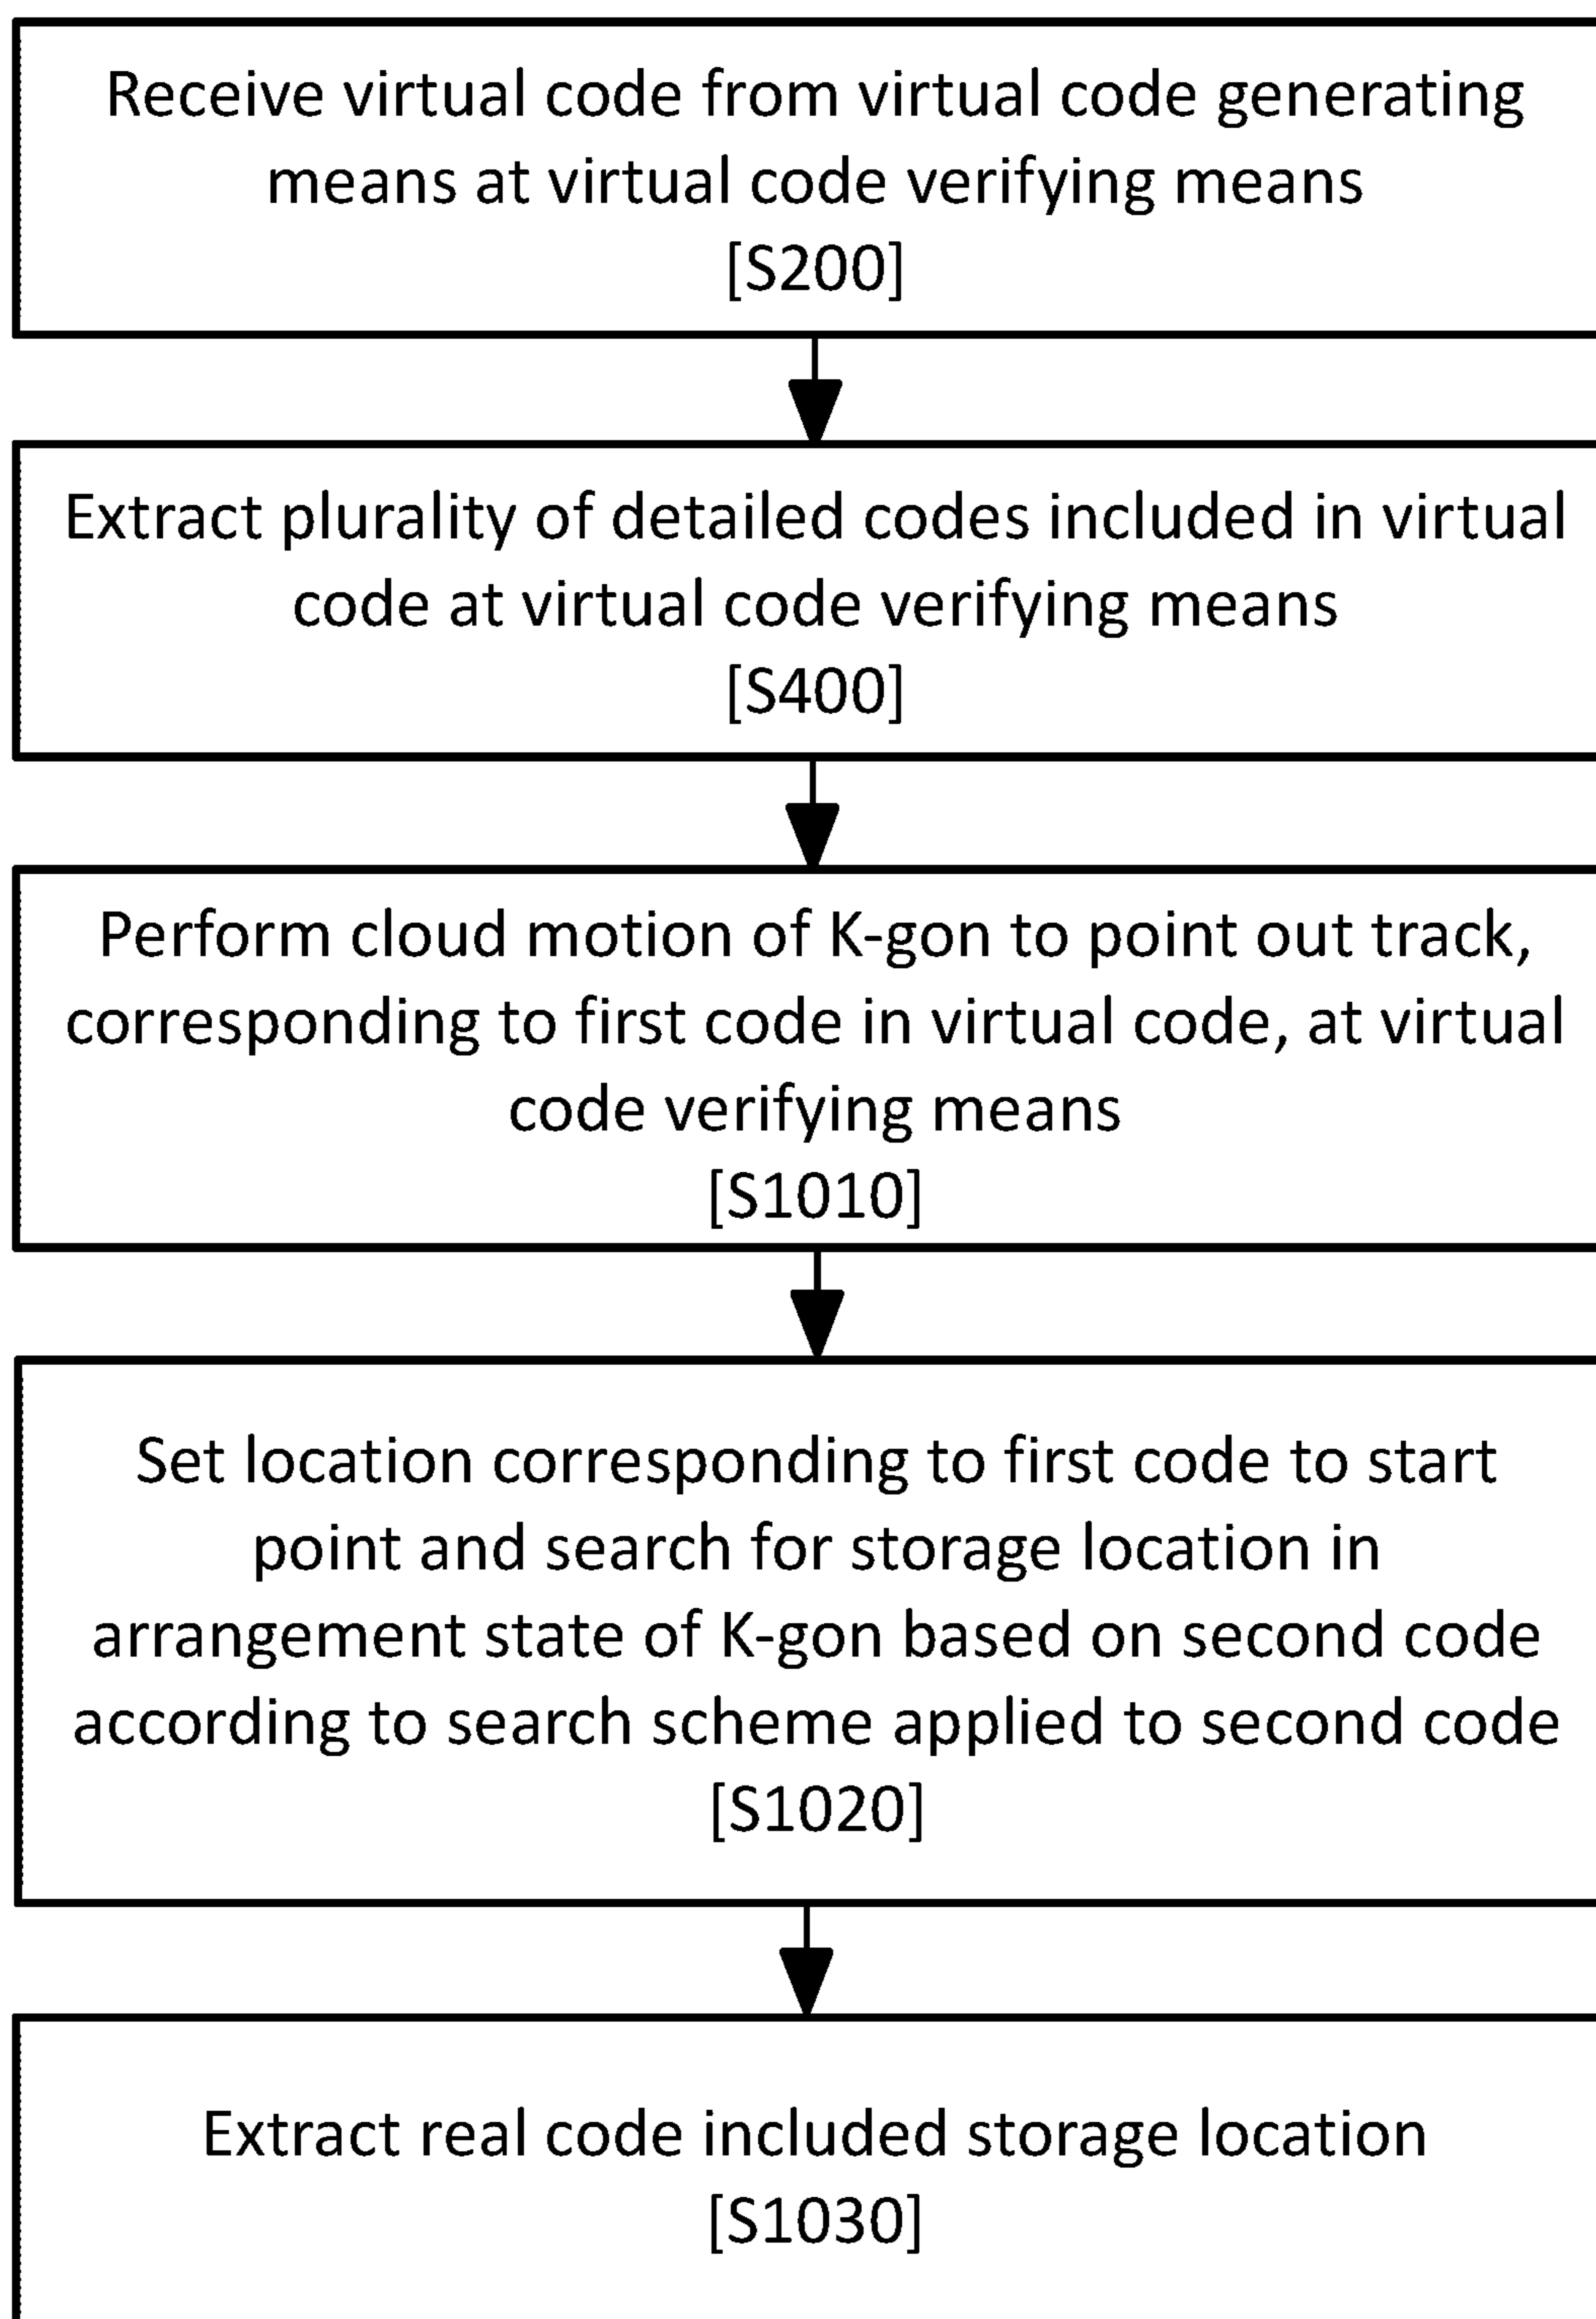 Receive virtual code from virtual code generating
means at virtual code verifying means
[S200]
Extract plurality of detailed codes included in virtual
code at virtual code verifying means
[S400]
Perform cloud motion of K-gon to point out track,
corresponding to first code in virtual code, at virtual
code verifying means
[S1010]
Set location corresponding to first code to start
point and search for storage location in
arrangement state of K-gon based on second code
according to search scheme applied to second code
[S1020]
Extract real code included storage location
[S1030]